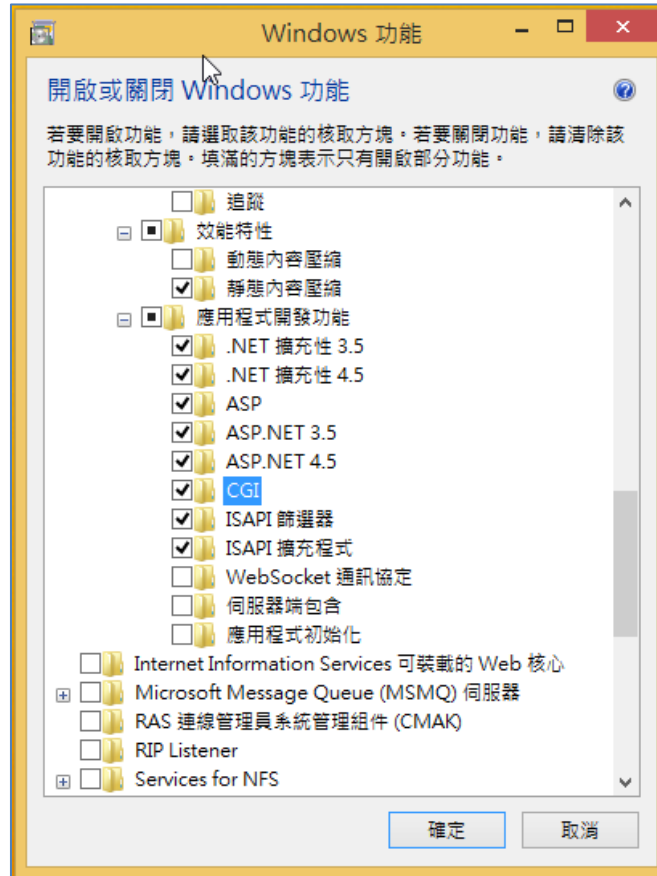 Windows 功能
開啟或關閉 Windows 功能
若要開啟功能，請選取該功能的核取方塊。若要關閉功能，請清除該
功能的核取方塊。填滿的方塊表示只有開啟部分功能。
追蹤
效能特性
動態內容壓縮
靜態內容壓縮
應用程式開發功能
.NET 擴充性 3.5
.NET 擴充性 4.5
ASP
ASP.NET 3.5
ASP.NET 4.5
CGI
ISAPI 篩選器
ISAPI 擴充程式
WebSocket 通訊協定
伺服器端包含
應用程式初始化
Internet Information Services 可裝載的 Web 核心
Microsoft Message Queue (MSMQ) 伺服器
RAS 連線管理員系統管理組件 (CMAK)
RIP Listener
Services for NFS
確定
取消